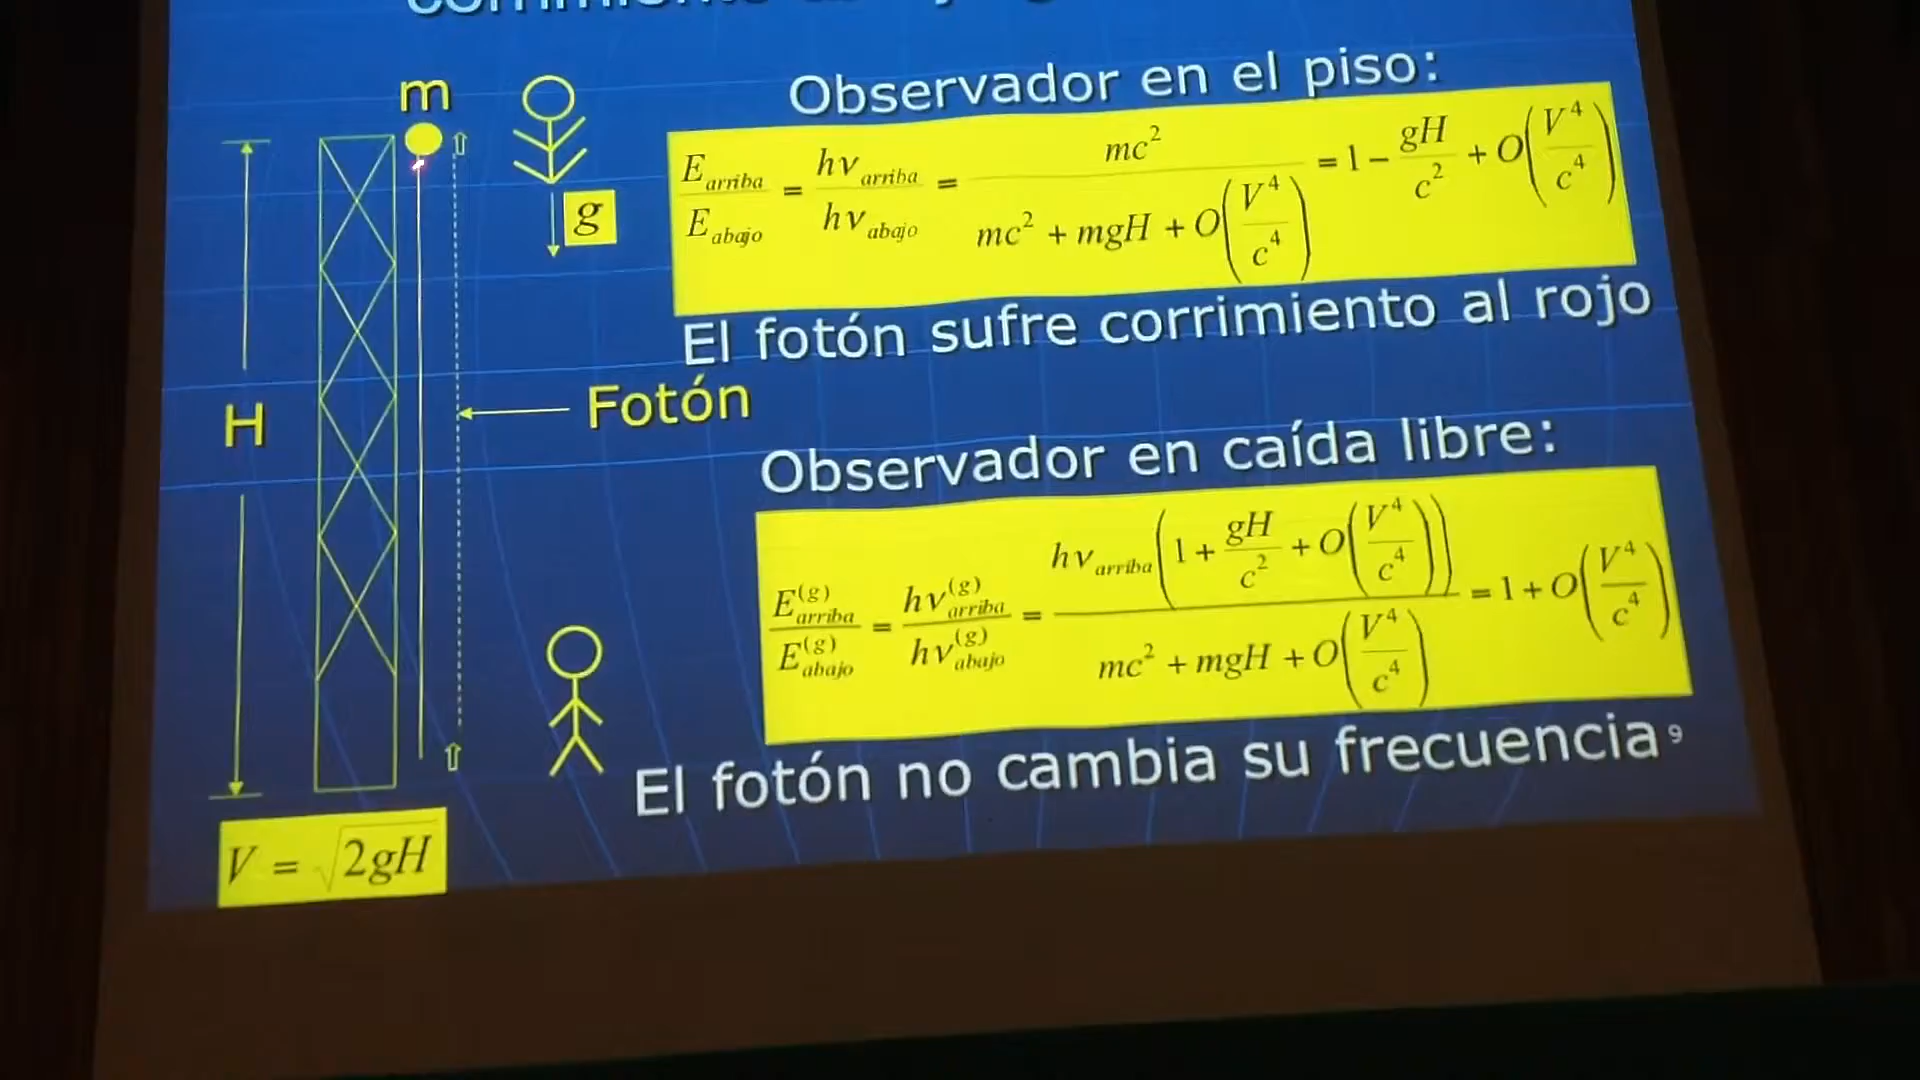 m
Observador en el piso:
E_arriba / E_abajo = hν_arriba / hν_abajo = mc² / (mc² + mgH + O(V⁴/c⁴)) = 1 − gH/c² + O(V⁴/c⁴)
g
El fotón sufre corrimiento al rojo
Fotón
H
Observador en caída libre:
E^(g)_arriba / E^(g)_abajo = hν^(g)_arriba / hν^(g)_abajo = hν_arriba(1 + gH/c² + O(V⁴/c⁴)) / (mc² + mgH + O(V⁴/c⁴)) = 1 + O(V⁴/c⁴)
El fotón no cambia su frecuencia
9
V = √2gH